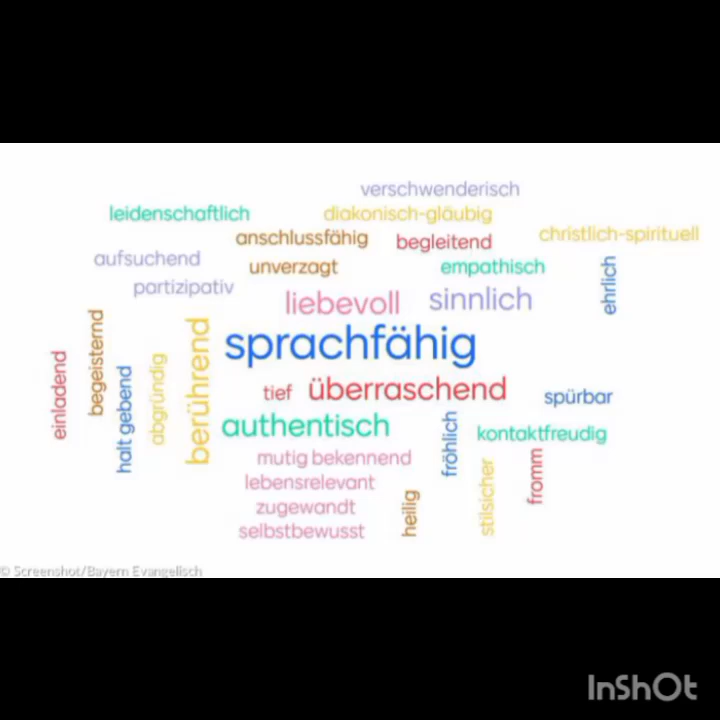 verschwenderisch
leidenschaftlich
diakonisch-gläubig
anschlussfähig
begleitend
christlich-spirituell
aufsuchend
unverzagt
empathisch
ehrlich
partizipativ
liebevoll
sinnlich
sprachfähig
einladend
begeisternd
halt gebend
abgründig
berührend
tief
überraschend
spürbar
authentisch
fröhlich
kontaktfreudig
mutig bekennend
lebensrelevant
zugewandt
selbstbewusst
heilig
stilsicher
fromm
© Screenshot/Bayern Evangelisch
InShOt